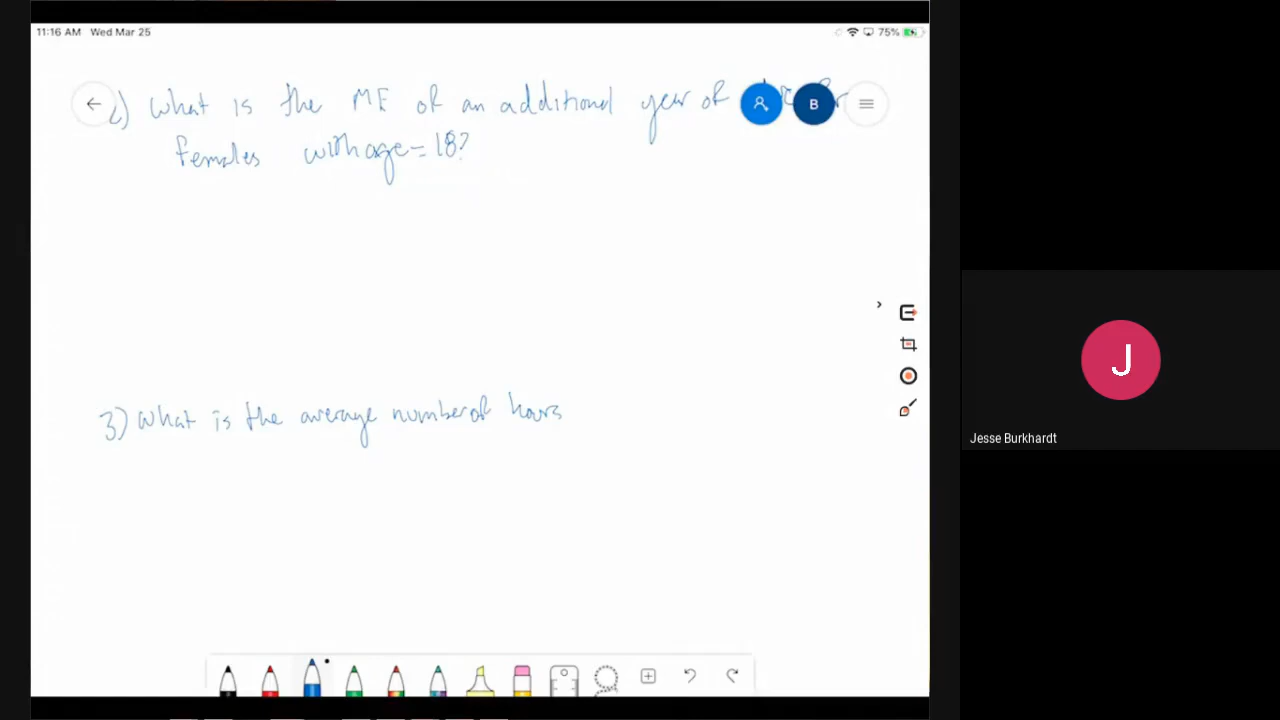 11:16 AM Wed Mar 25
75%
2) What is the ME of an additional year of
B
females with age = 18?
3) What is the average number of hours
J
Jesse Burkhardt